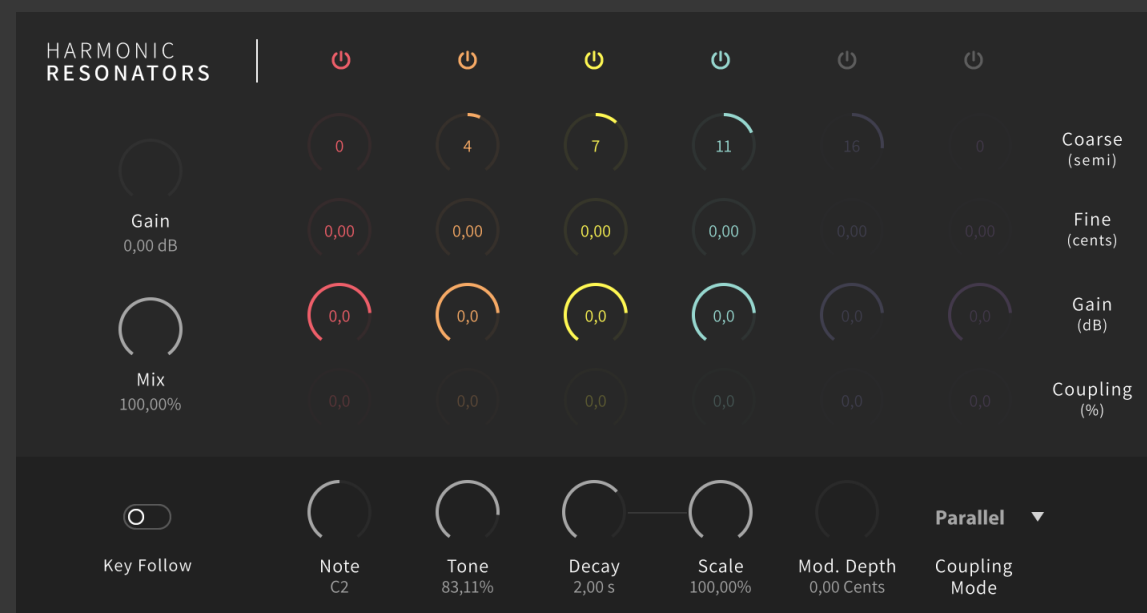 HARMONIC
RESONATORS
0 4 7 11 16 0 Coarse
(semi)
Gain
0,00 dB
0,00 0,00 0,00 0,00 0,00 0,00 Fine
(cents)
0,0 0,0 0,0 0,0 0,0 0,0 Gain
(dB)
Mix
100,00%
0,0 0,0 0,0 0,0 0,0 0,0 Coupling
(%)
Parallel
Key Follow
Note
C2
Tone
83,11%
Decay
2,00 s
Scale
100,00%
Mod. Depth
0,00 Cents
Coupling
Mode